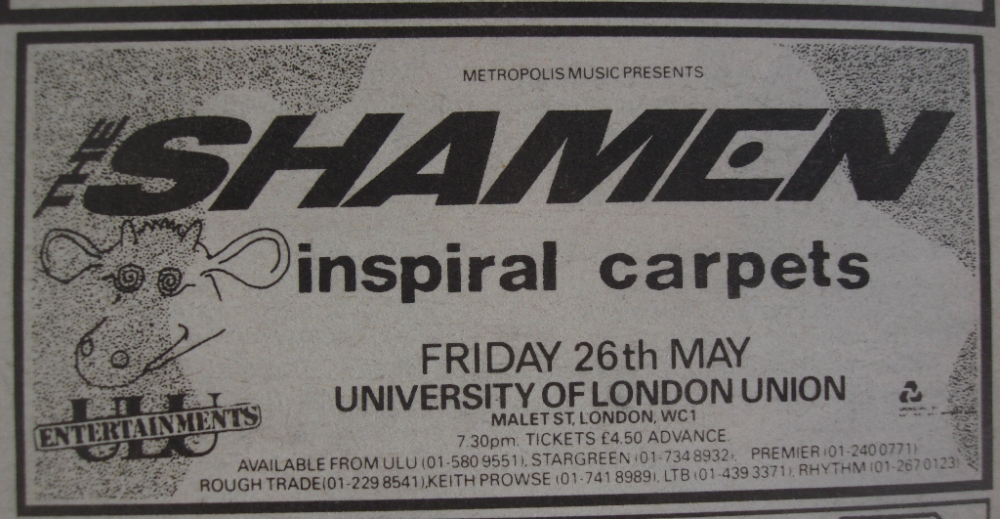 METROPOLIS MUSIC PRESENTS
THE SHAMEN
inspiral carpets
FRIDAY 26th MAY
UNIVERSITY OF LONDON UNION
MALET ST, LONDON, WC1
7.30pm. TICKETS £4.50 ADVANCE
ULU
ENTERTAINMENTS
AVAILABLE FROM ULU (01-580 9551), STARGREEN (01-734 8932), PREMIER (01-240 0771)
ROUGH TRADE (01-229 8541), KEITH PROWSE (01-741 8989), LTB (01-439 3371), RHYTHM (01-267 0123)